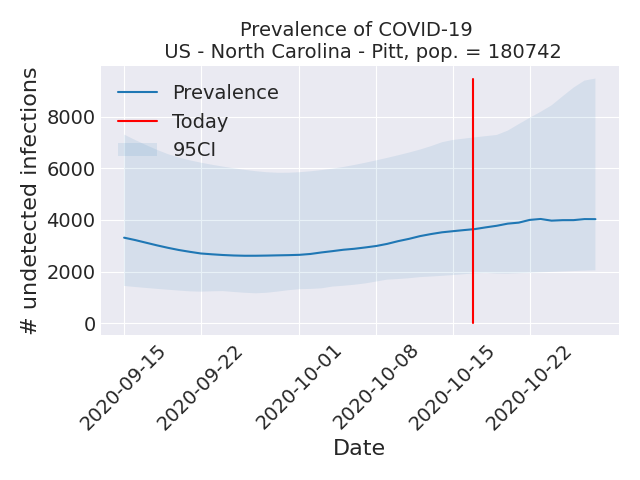 Prevalence of COVID-19
US - North Carolina - Pitt, pop. = 180742
# undetected infections
8000
6000
4000
2000
0
Prevalence
Today
95CI
2020-09-15
2020-09-22
2020-10-01
2020-10-08
2020-10-15
2020-10-22
Date